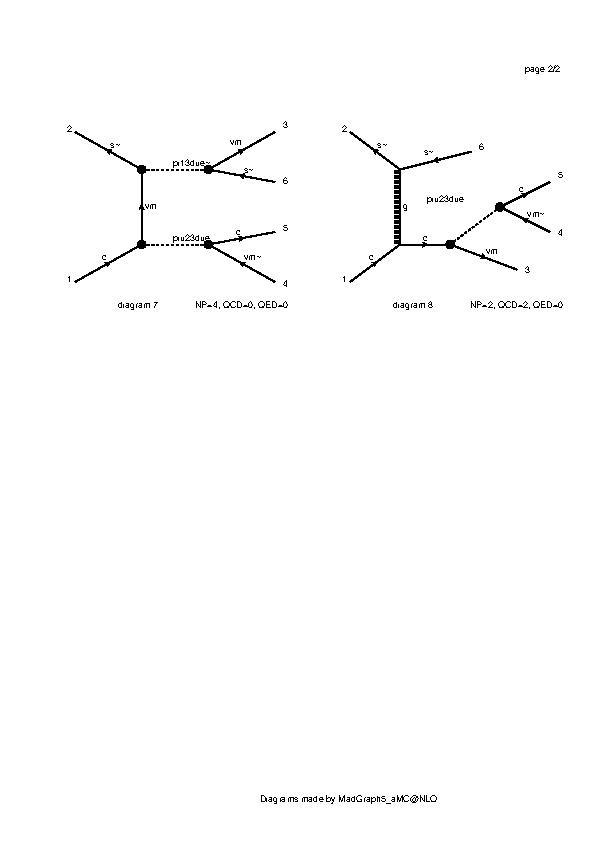 page 2/2
2
s~
pi13due~
vm
3
s~
6
vm
c
1
piu23due
c
5
vm~
4
diagram 7 NP=4, QCD=0, QED=0
2
s~
s~
6
g
piu23due
c
5
vm~
4
c
1
c
vm
3
diagram 8 NP=2, QCD=2, QED=0
Diagrams made by MadGraph5_aMC@NLO